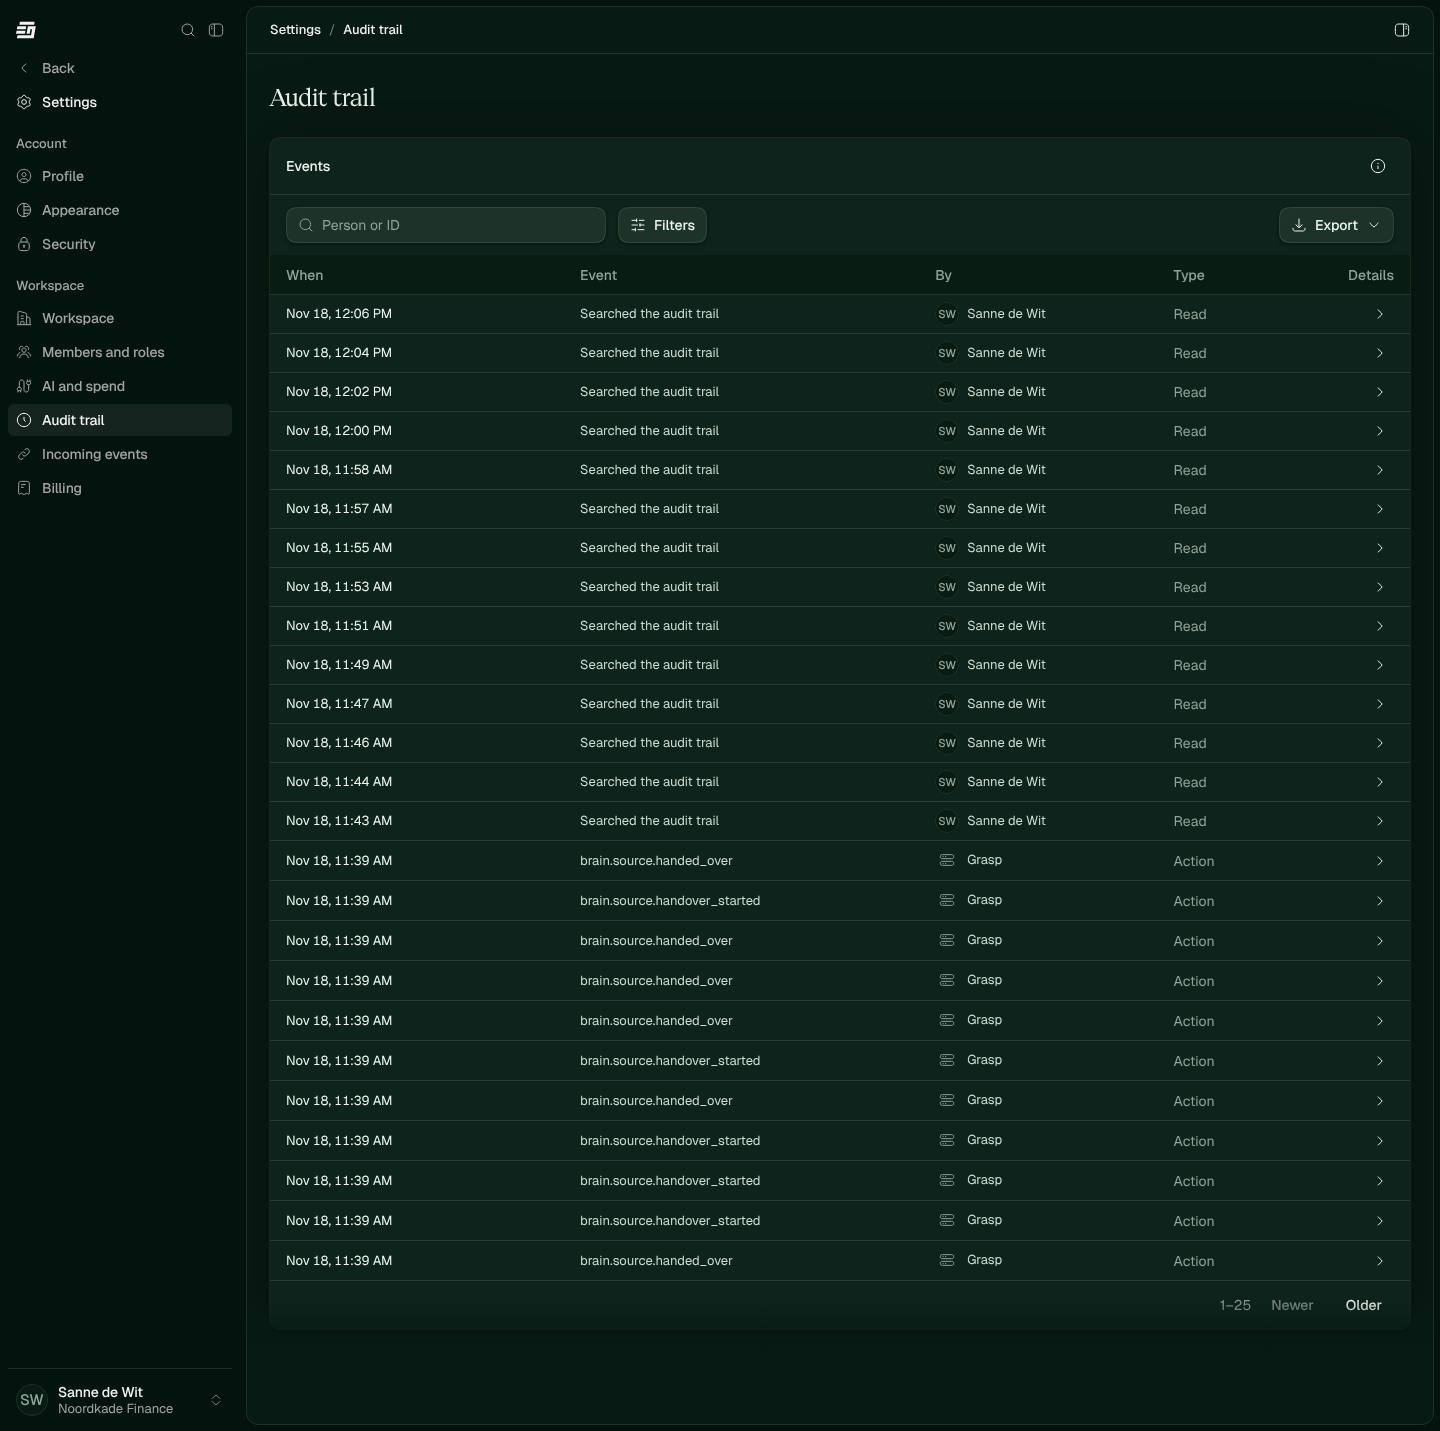 Back
Settings
Account
Profile
Appearance
Security
Workspace
Workspace
Members and roles
AI and spend
Audit trail
Incoming events
Billing
Sanne de Wit
SW
Noordkade Finance
Settings / Audit trail
Audit trail
Events
Person or ID
Filters
Export
When Event By Type Details
Nov 18, 12:06 PM Searched the audit trail SW Sanne de Wit Read
Nov 18, 12:04 PM Searched the audit trail SW Sanne de Wit Read
Nov 18, 12:02 PM Searched the audit trail SW Sanne de Wit Read
Nov 18, 12:00 PM Searched the audit trail SW Sanne de Wit Read
Nov 18, 11:58 AM Searched the audit trail SW Sanne de Wit Read
Nov 18, 11:57 AM Searched the audit trail SW Sanne de Wit Read
Nov 18, 11:55 AM Searched the audit trail SW Sanne de Wit Read
Nov 18, 11:53 AM Searched the audit trail SW Sanne de Wit Read
Nov 18, 11:51 AM Searched the audit trail SW Sanne de Wit Read
Nov 18, 11:49 AM Searched the audit trail SW Sanne de Wit Read
Nov 18, 11:47 AM Searched the audit trail SW Sanne de Wit Read
Nov 18, 11:46 AM Searched the audit trail SW Sanne de Wit Read
Nov 18, 11:44 AM Searched the audit trail SW Sanne de Wit Read
Nov 18, 11:43 AM Searched the audit trail SW Sanne de Wit Read
Nov 18, 11:39 AM brain.source.handed_over Grasp Action
Nov 18, 11:39 AM brain.source.handover_started Grasp Action
Nov 18, 11:39 AM brain.source.handed_over Grasp Action
Nov 18, 11:39 AM brain.source.handed_over Grasp Action
Nov 18, 11:39 AM brain.source.handed_over Grasp Action
Nov 18, 11:39 AM brain.source.handover_started Grasp Action
Nov 18, 11:39 AM brain.source.handed_over Grasp Action
Nov 18, 11:39 AM brain.source.handover_started Grasp Action
Nov 18, 11:39 AM brain.source.handover_started Grasp Action
Nov 18, 11:39 AM brain.source.handover_started Grasp Action
Nov 18, 11:39 AM brain.source.handed_over Grasp Action
1–25 Newer Older